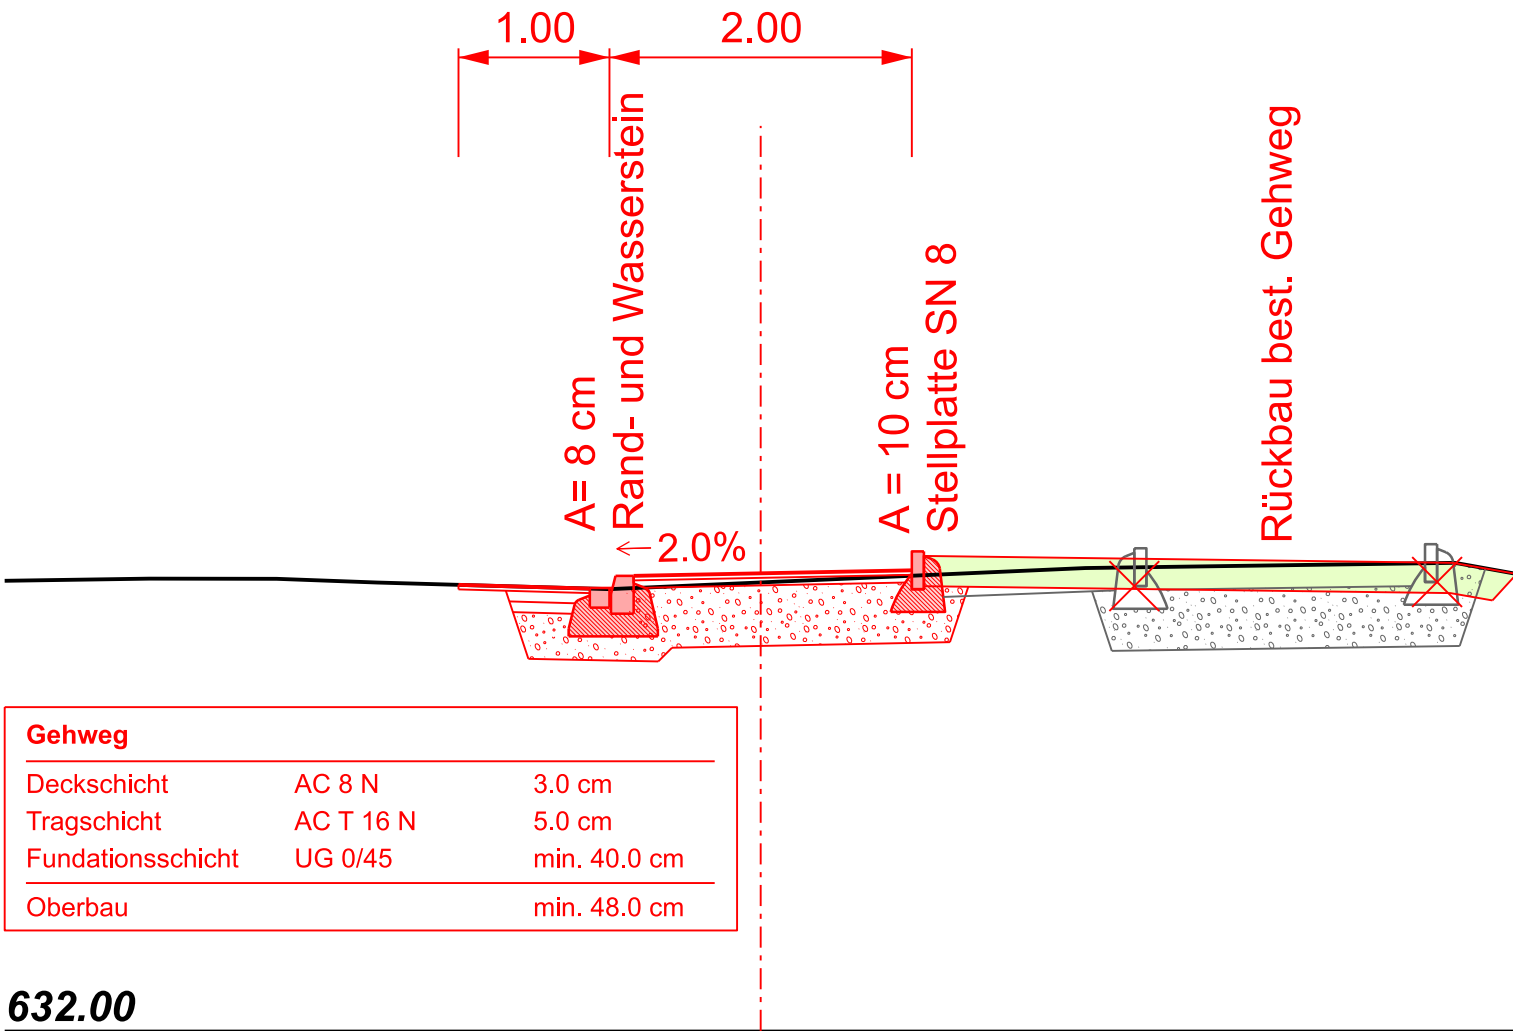 1.00
2.00
A= 8 cm
Rand- und Wasserstein
A = 10 cm
Stellplatte SN 8
Rückbau best. Gehweg
←2.0%
Gehweg
Deckschicht AC 8 N 3.0 cm
Tragschicht AC T 16 N 5.0 cm
Fundationsschicht UG 0/45 min. 40.0 cm
Oberbau min. 48.0 cm
632.00